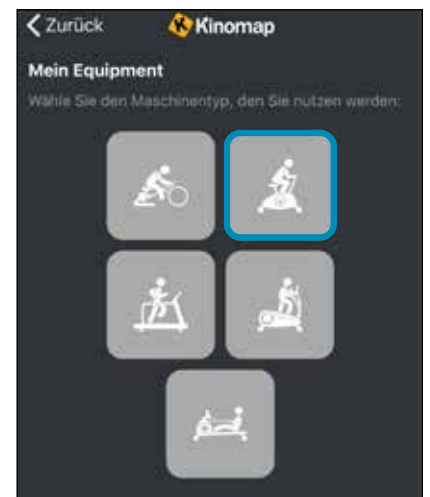 Zurück
Kinomap
Mein Equipment
Wähle Sie den Maschinentyp, den Sie nutzen werden: